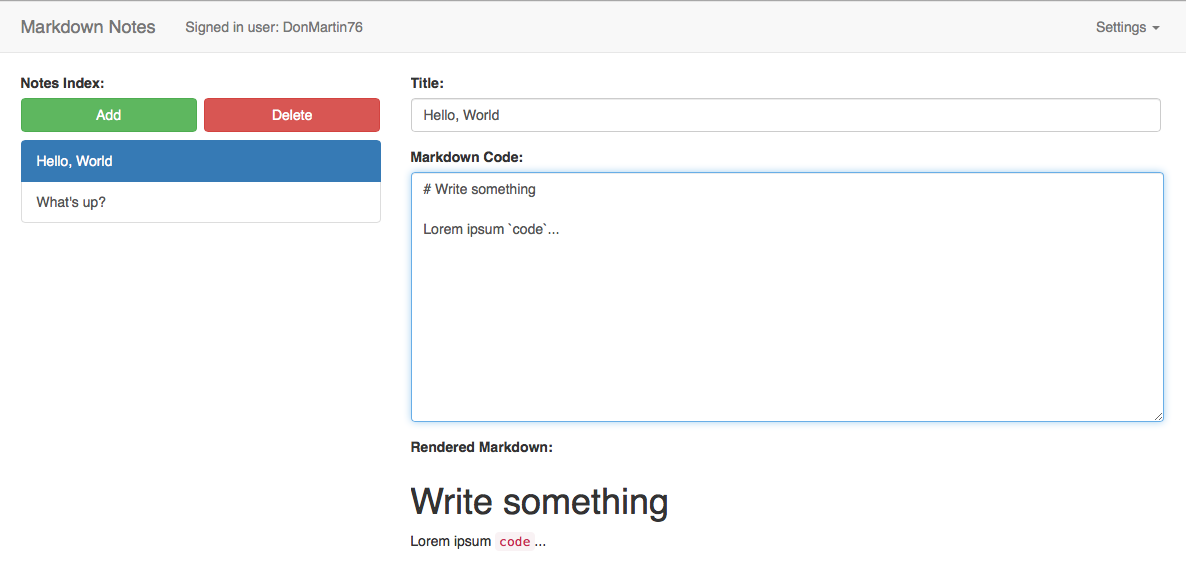 Markdown Notes Signed in user: DonMartin76 Settings
Notes Index:
Add Delete
Hello, World
What's up?
Title:
Hello, World
Markdown Code:
# Write something
Lorem ipsum `code`...
Rendered Markdown:
Write something
Lorem ipsum code...